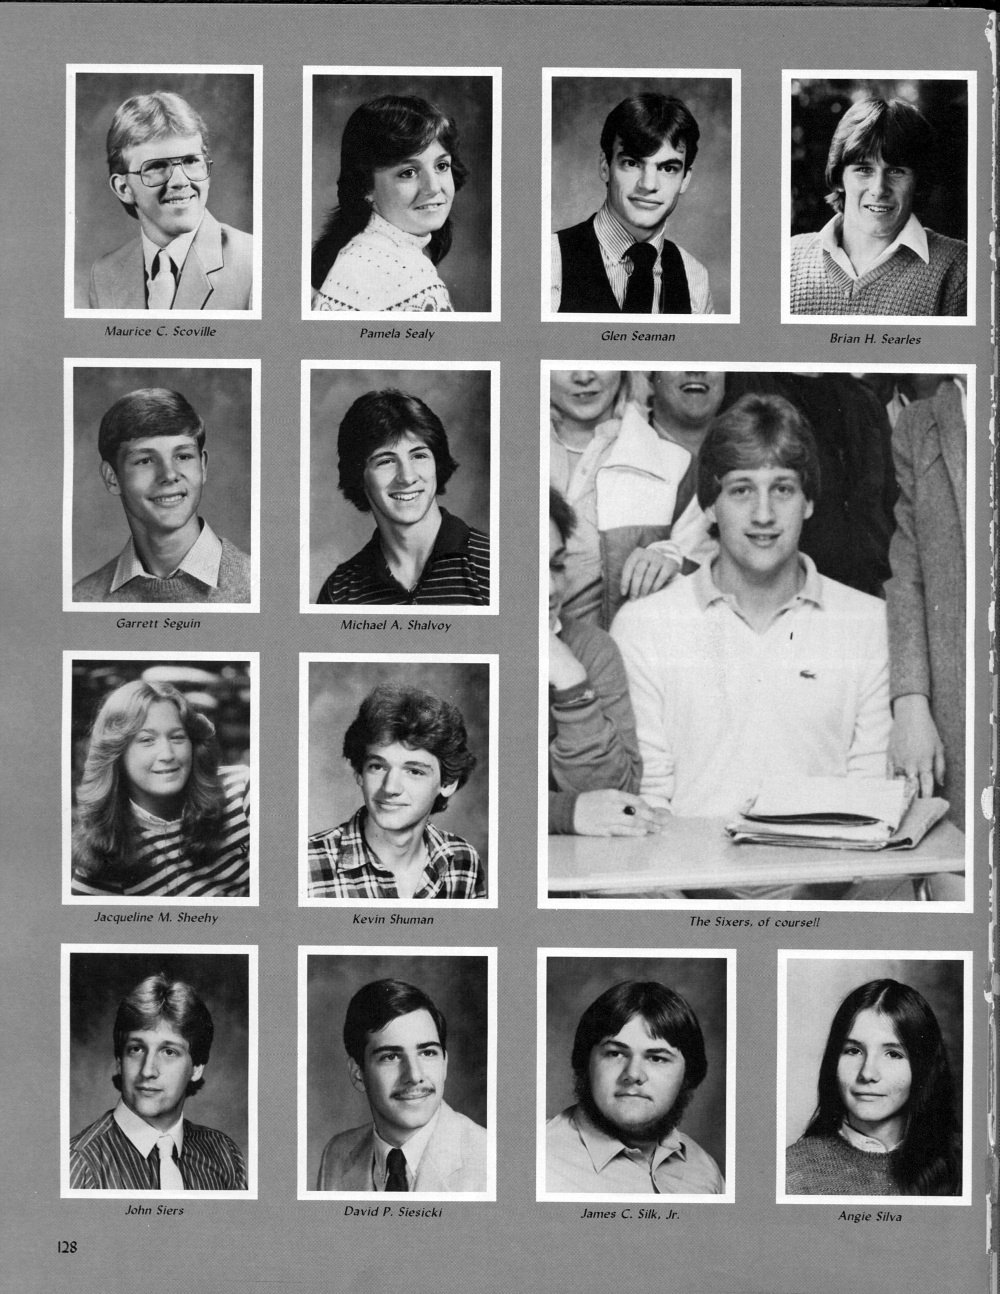 Maurice C. Scoville
Pamela Sealy
Glen Seaman
Brian H. Searles
Garrett Seguin
Michael A. Shalvoy
Jacqueline M. Sheehy
Kevin Shuman
The Sixers, of course!!
John Siers
David P. Siesicki
James C. Silk, Jr.
Angie Silva
128